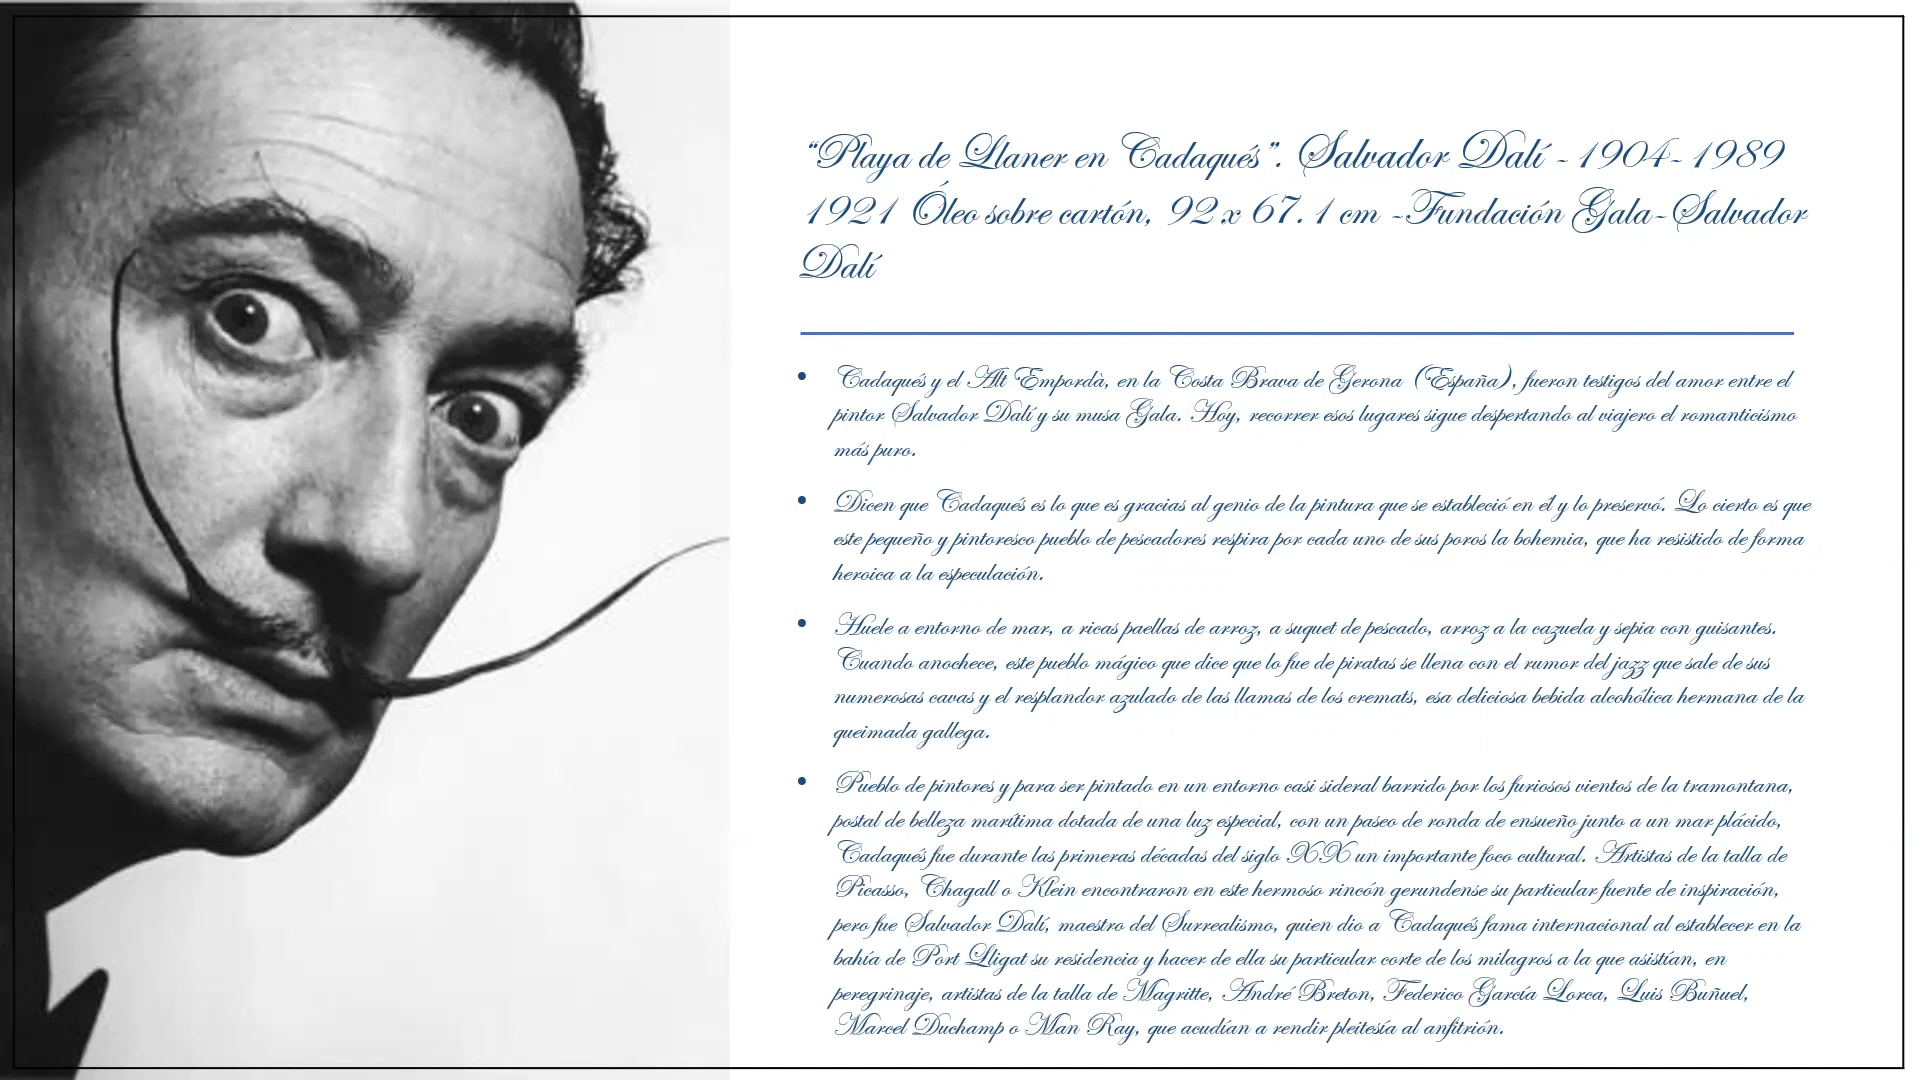 “Playa de Llaner en Cadaqués”. Salvador Dalí - 1904- 1989
1921 Óleo sobre cartón, 92 x 67.1 cm -Fundación Gala-Salvador
Dalí
• Cadaqués y el Alt Empordà, en la Costa Brava de Gerona (España), fueron testigos del amor entre el
pintor Salvador Dalí y su musa Gala. Hoy, recorrer esos lugares sigue despertando al viajero el romanticismo
más puro.
• Dicen que Cadaqués es lo que es gracias al genio de la pintura que se estableció en él y lo preservó. Lo cierto es que
este pequeño y pintoresco pueblo de pescadores respira por cada uno de sus poros la bohemia, que ha resistido de forma
heroica a la especulación.
• Huele a entorno de mar, a ricas paellas de arroz, a suquet de pescado, arroz a la cazuela y sepia con guisantes.
Cuando anochece, este pueblo mágico que dice que lo fue de piratas se llena con el rumor del jazz que sale de sus
numerosas cavas y el resplandor azulado de las llamas de los cremats, esa deliciosa bebida alcohólica hermana de la
queimada gallega.
• Pueblo de pintores y para ser pintado en un entorno casi sideral barrido por los furiosos vientos de la tramontana,
postal de belleza marítima dotada de una luz especial, con un paseo de ronda de ensueño junto a un mar plácido,
Cadaqués fue durante las primeras décadas del siglo XX un importante foco cultural. Artistas de la talla de
Picasso, Chagall o Klein encontraron en este hermoso rincón gerundense su particular fuente de inspiración,
pero fue Salvador Dalí, maestro del Surrealismo, quien dio a Cadaqués fama internacional al establecer en la
bahía de Port Lligat su residencia y hacer de ella su particular corte de los milagros a la que asistían, en
peregrinaje, artistas de la talla de Magritte, André Breton, Federico García Lorca, Luis Buñuel,
Marcel Duchamp o Man Ray, que acudían a rendir pleitesía al anfitrión.